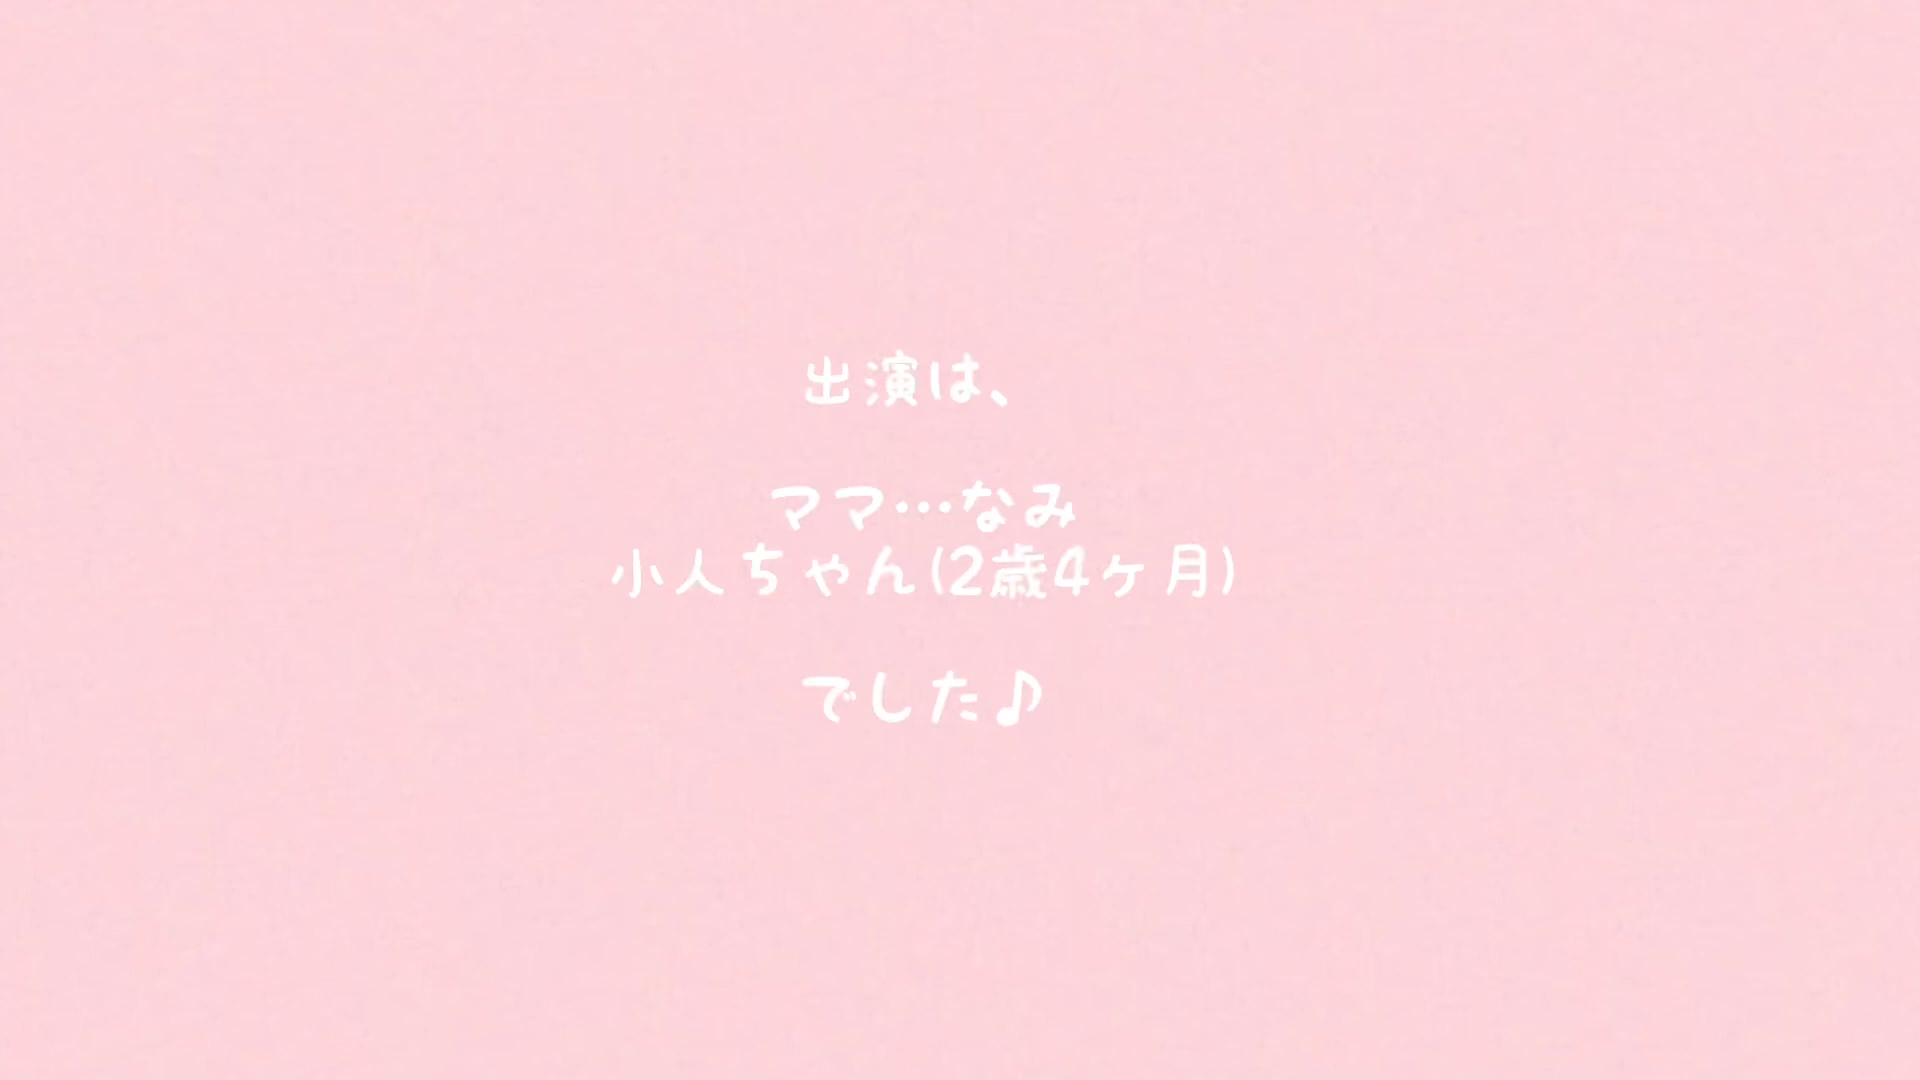 出演は、
ママ…なみ
小人ちゃん(2歳4ヶ月)
でした♪